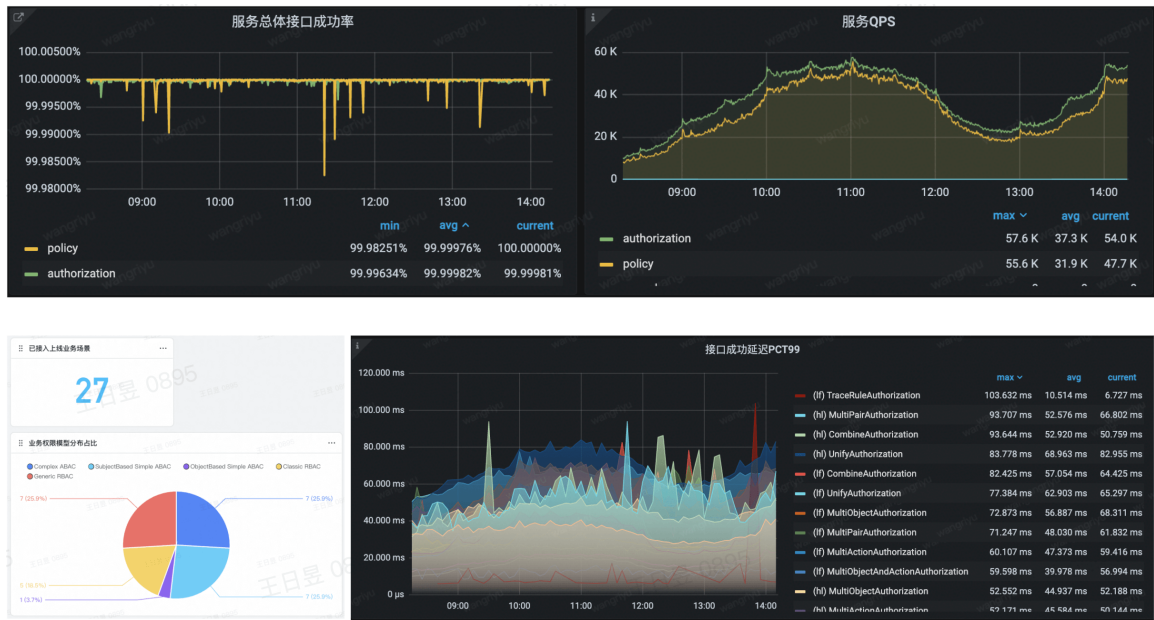 服务总体接口成功率
100.00500%
100.00000%
99.99500%
99.99000%
99.98500%
99.98000%
09:00 10:00 11:00 12:00 13:00 14:00
min avg current
policy 99.98251% 99.99976% 100.00000%
authorization 99.99634% 99.99982% 99.99981%
服务QPS
60 K
40 K
20 K
0
09:00 10:00 11:00 12:00 13:00 14:00
max avg current
authorization 57.6 K 37.3 K 54.0 K
policy 55.6 K 31.9 K 47.7 K
已接入上线业务场景
27
王日昱 0895
业务权限模型分布占比
Complex ABAC SubjectBased Simple ABAC ObjectBased Simple ABAC Classic RBAC
Generic RBAC
7 (25.9%) 7 (25.9%)
1 (3.7%) 7 (25.9%)
接口成功延迟PCT99
120.000 ms
100.000 ms
80.000 ms
60.000 ms
40.000 ms
20.000 ms
0 µs
09:00 10:00 11:00 12:00 13:00 14:00
max avg current
(lf) TraceRuleAuthorization 103.632 ms 10.514 ms 6.727 ms
(hl) MultiPairAuthorization 93.707 ms 52.576 ms 66.802 ms
(hl) CombineAuthorization 93.644 ms 52.920 ms 50.759 ms
(hl) UnifyAuthorization 83.778 ms 68.963 ms 82.955 ms
(lf) CombineAuthorization 82.425 ms 57.054 ms 64.425 ms
(lf) UnifyAuthorization 77.384 ms 62.903 ms 65.297 ms
(lf) MultiObjectAuthorization 72.873 ms 56.887 ms 68.311 ms
(lf) MultiPairAuthorization 71.247 ms 48.030 ms 61.832 ms
(lf) MultiActionAuthorization 60.107 ms 47.373 ms 59.416 ms
(lf) MultiObjectAndActionAuthorization 59.598 ms 39.978 ms 56.994 ms
(hl) MultiObjectAuthorization 52.552 ms 44.937 ms 52.188 ms
(hl) MultiActionAuthorization 52.171 ms 45.584 ms 50.144 ms